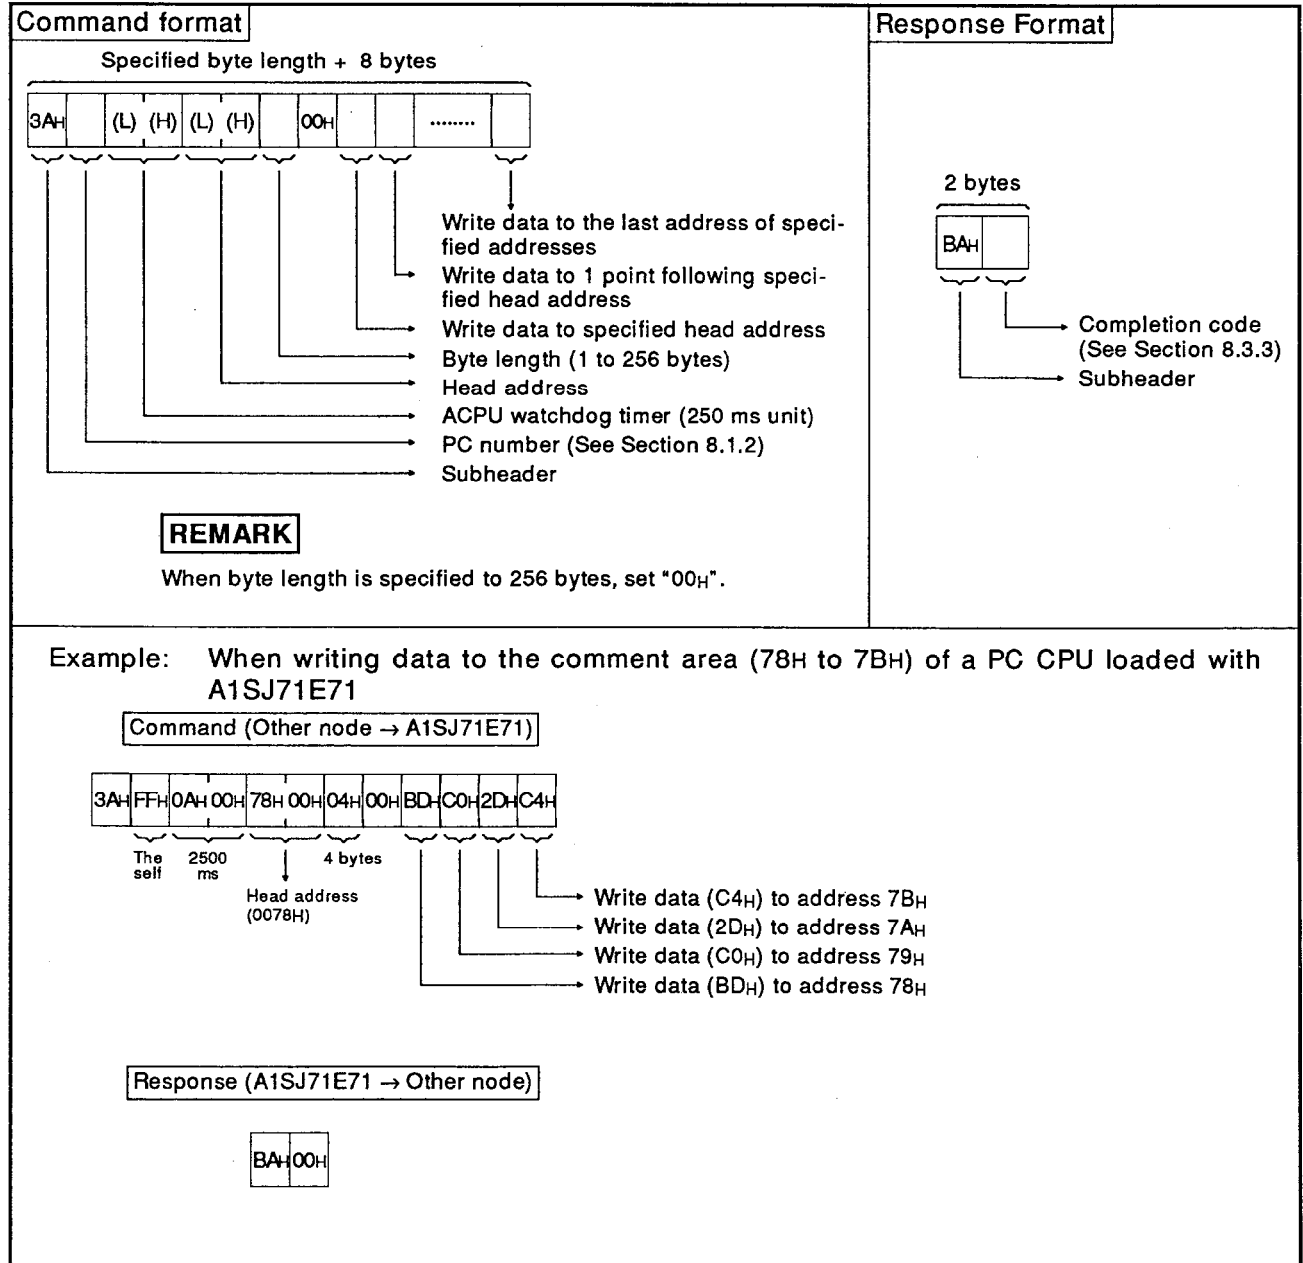 Command format
Response Format
Specified byte length + 8 bytes
3AH (L) (H) (L) (H) 00H ........
Write data to the last address of speci-
fied addresses
Write data to 1 point following speci-
fied head address
Write data to specified head address
Byte length (1 to 256 bytes)
Head address
ACPU watchdog timer (250 ms unit)
PC number (See Section 8.1.2)
Subheader
2 bytes
BAH
Completion code
(See Section 8.3.3)
Subheader
REMARK
When byte length is specified to 256 bytes, set "00H".
Example: When writing data to the comment area (78H to 7BH) of a PC CPU loaded with
A1SJ71E71
Command (Other node → A1SJ71E71)
3AH FFH 0AH 00H 78H 00H 04H 00H BDH C0H 2DH C4H
The
self
2500
ms
4 bytes
Head address
(0078H)
Write data (C4H) to address 7BH
Write data (2DH) to address 7AH
Write data (C0H) to address 79H
Write data (BDH) to address 78H
Response (A1SJ71E71 → Other node)
BAH 00H